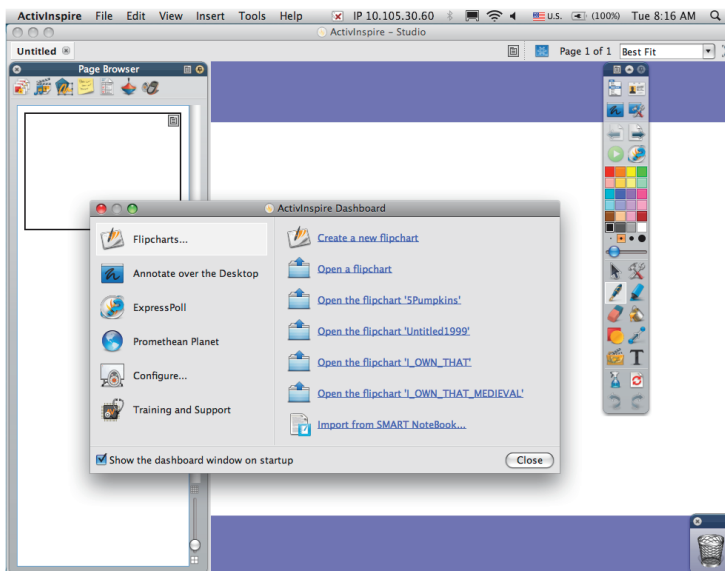 ActivInspire File Edit View Insert Tools Help IP 10.105.30.60 U.S. (100%) Tue 8:16 AM
ActivInspire – Studio
Untitled
Page 1 of 1 Best Fit
Page Browser
ActivInspire Dashboard
Flipcharts...
Annotate over the Desktop
ExpressPoll
Promethean Planet
Configure...
Training and Support
Create a new flipchart
Open a flipchart
Open the flipchart '5Pumpkins'
Open the flipchart 'Untitled1999'
Open the flipchart 'I_OWN_THAT'
Open the flipchart 'I_OWN_THAT_MEDIEVAL'
Import from SMART NoteBook...
Show the dashboard window on startup
Close
T